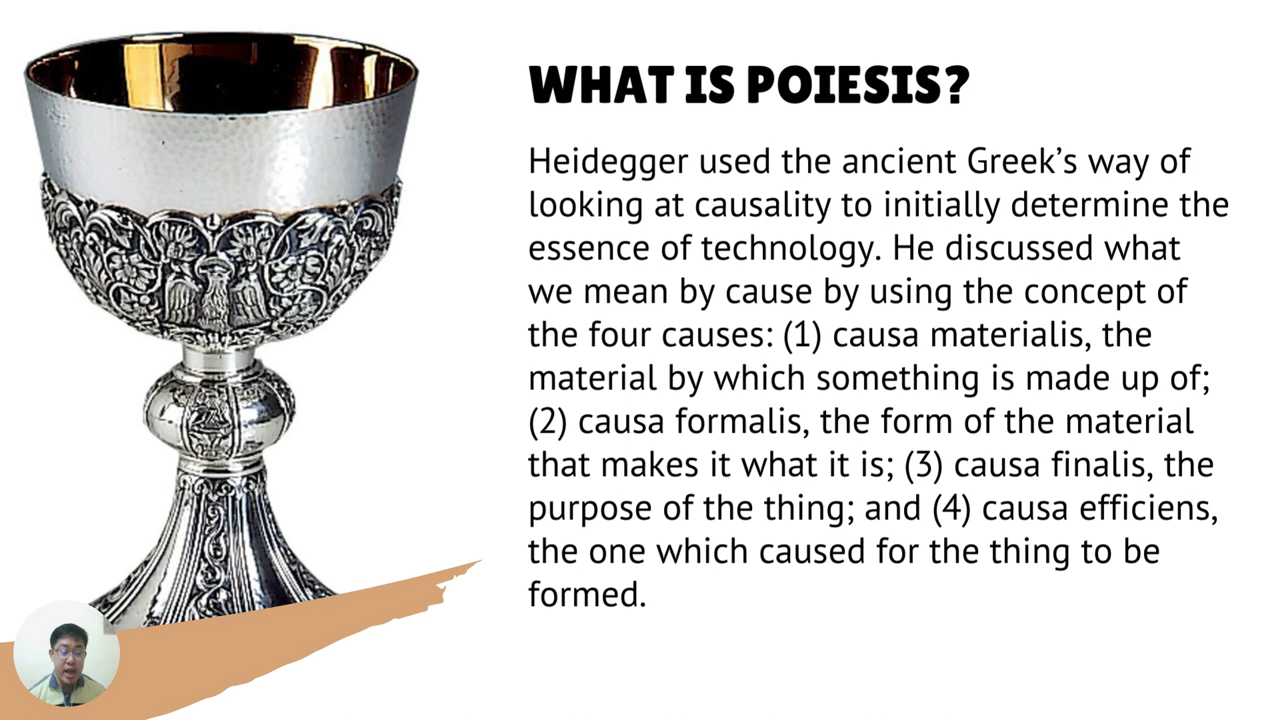 WHAT IS POIESIS?
Heidegger used the ancient Greek’s way of
looking at causality to initially determine the
essence of technology. He discussed what
we mean by cause by using the concept of
the four causes: (1) causa materialis, the
material by which something is made up of;
(2) causa formalis, the form of the material
that makes it what it is; (3) causa finalis, the
purpose of the thing; and (4) causa efficiens,
the one which caused for the thing to be
formed.